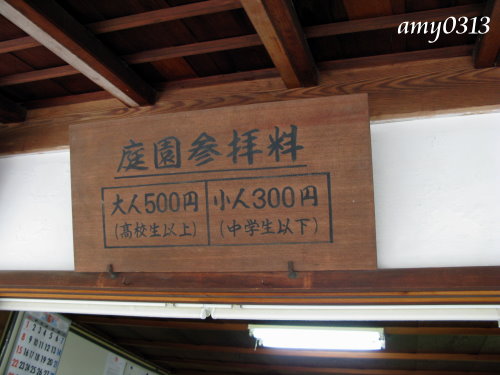 amy0313
庭園参拝料
大人500円
(高校生以上)
小人300円
(中学生以下)